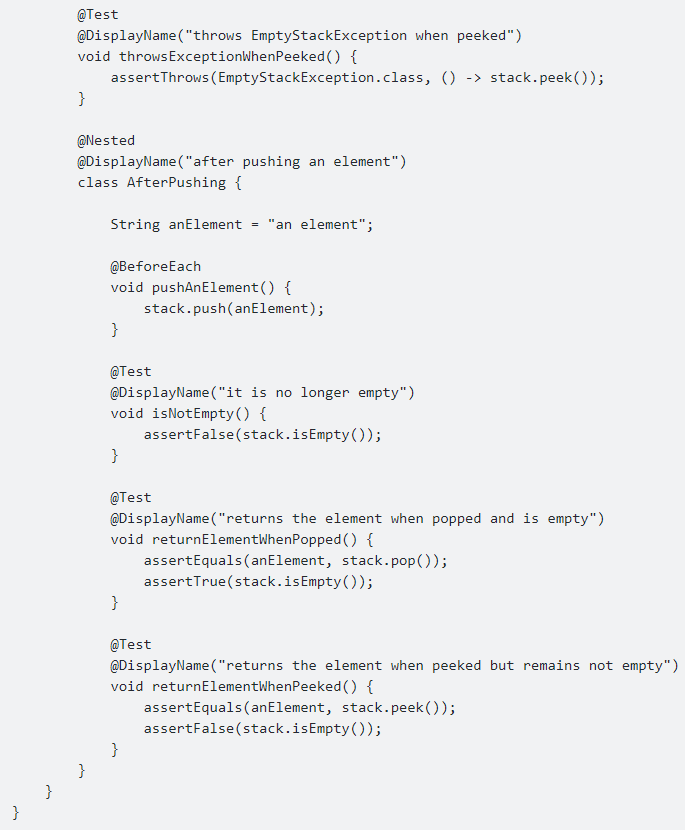 @Test
@DisplayName("throws EmptyStackException when peeked")
void throwsExceptionWhenPeeked() {
assertThrows(EmptyStackException.class, () -> stack.peek());
}
@Nested
@DisplayName("after pushing an element")
class AfterPushing {
String anElement = "an element";
@BeforeEach
void pushAnElement() {
stack.push(anElement);
}
@Test
@DisplayName("it is no longer empty")
void isNotEmpty() {
assertFalse(stack.isEmpty());
}
@Test
@DisplayName("returns the element when popped and is empty")
void returnElementWhenPopped() {
assertEquals(anElement, stack.pop());
assertTrue(stack.isEmpty());
}
@Test
@DisplayName("returns the element when peeked but remains not empty")
void returnElementWhenPeeked() {
assertEquals(anElement, stack.peek());
assertFalse(stack.isEmpty());
}
}
}
}